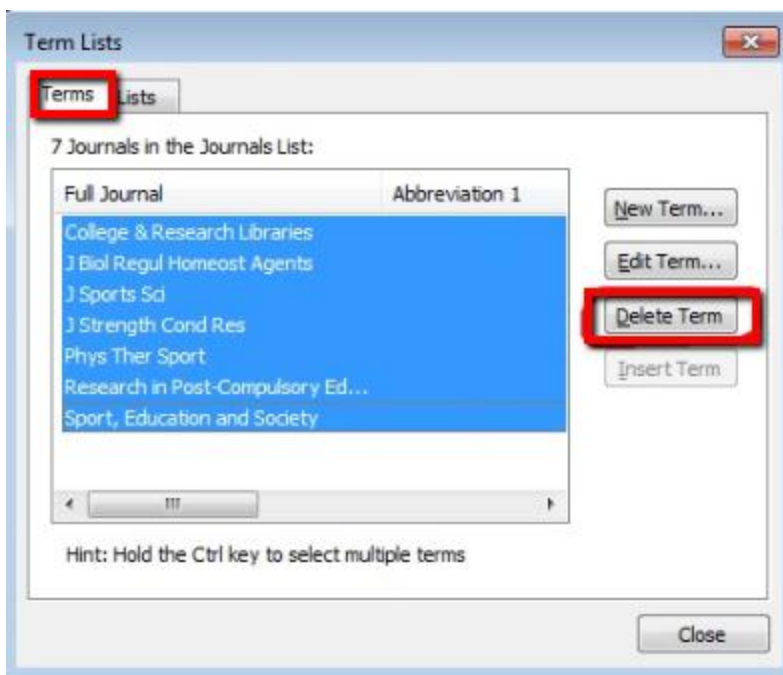 Term Lists
Terms Lists
7 Journals in the Journals List:
Full Journal Abbreviation 1
College & Research Libraries
J Biol Regul Homeost Agents
J Sports Sci
J Strength Cond Res
Phys Ther Sport
Research in Post-Compulsory Ed...
Sport, Education and Society
New Term...
Edit Term...
Delete Term
Insert Term
Hint: Hold the Ctrl key to select multiple terms
Close